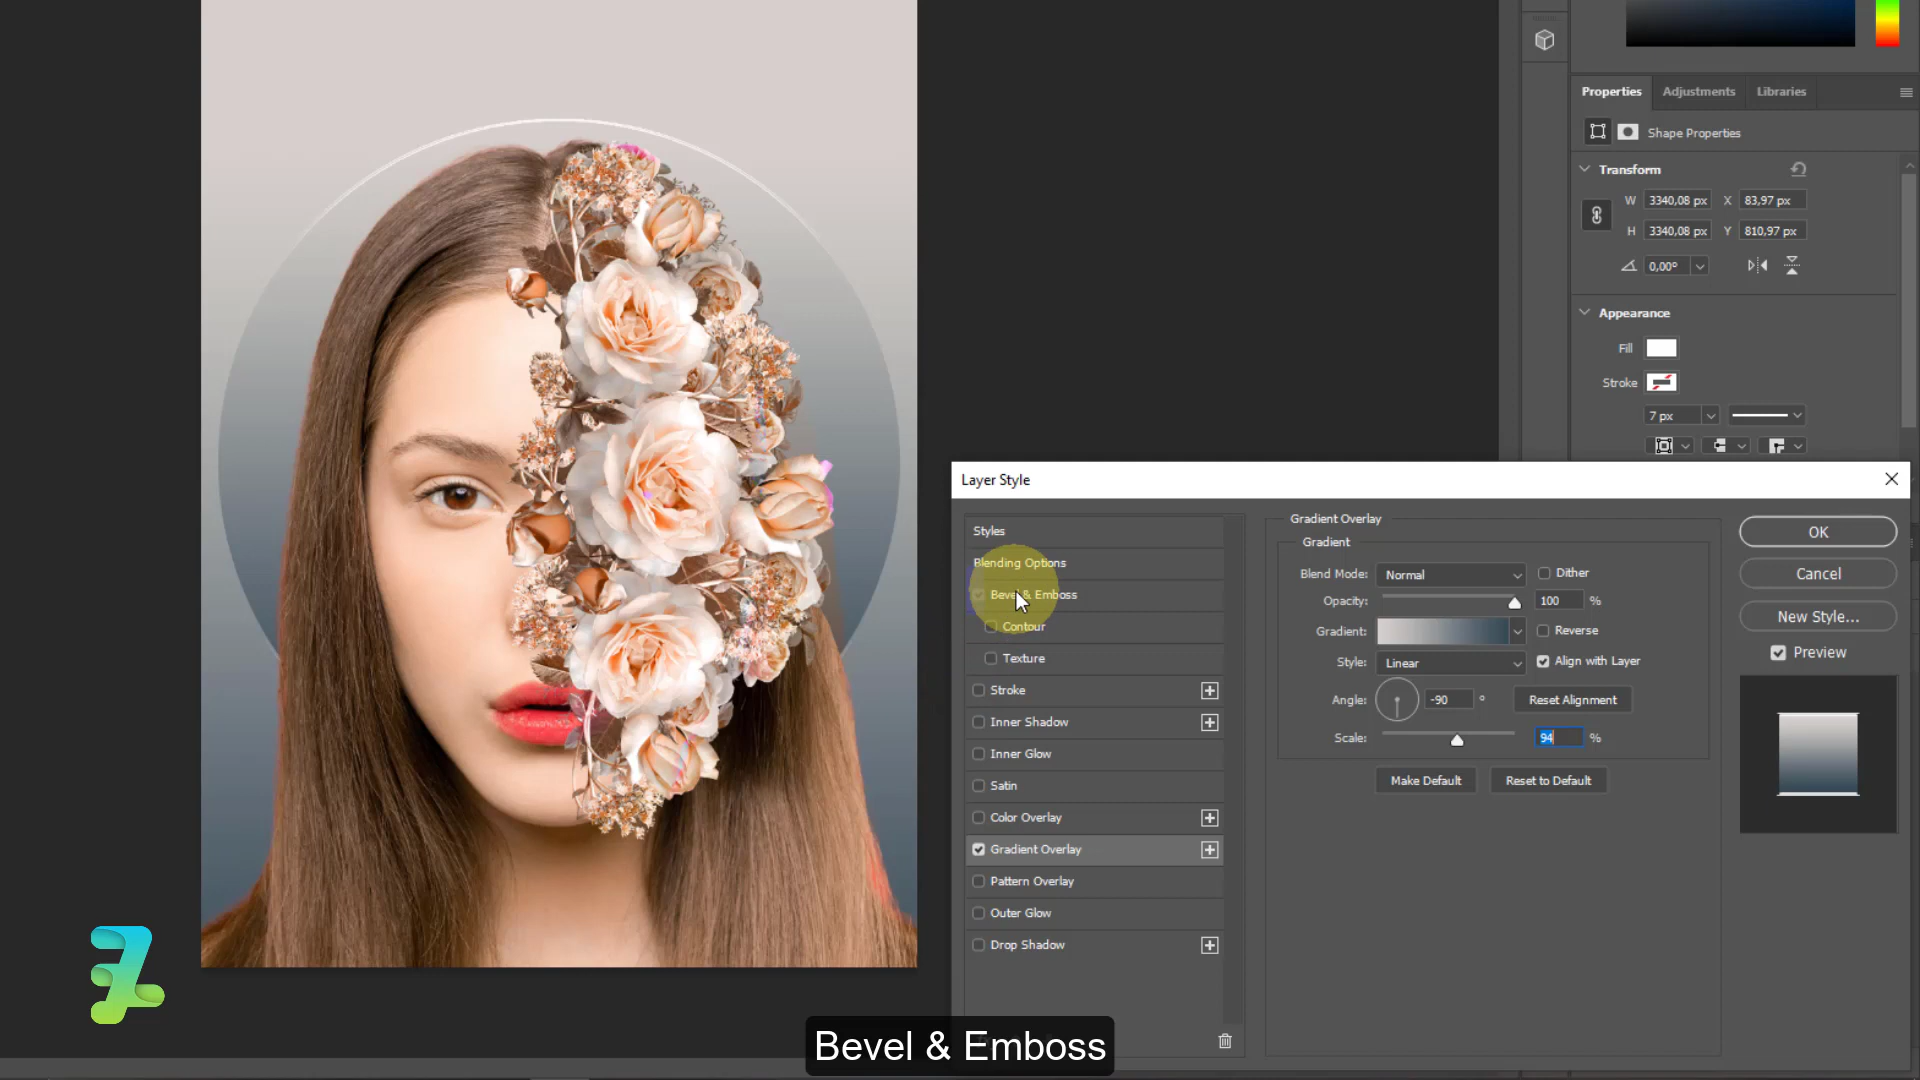 Properties
Adjustments
Libraries
Shape Properties
Transform
W 3340,08 px X 83,97 px
H 3340,08 px Y 810,97 px
0,00°
Appearance
Fill
Stroke
7 px
Layer Style
Styles
Blending Options
Bevel & Emboss
Contour
Texture
Stroke
Inner Shadow
Inner Glow
Satin
Color Overlay
Gradient Overlay
Pattern Overlay
Outer Glow
Drop Shadow
Gradient Overlay
Gradient
Blend Mode: Normal Dither
Opacity: 100 %
Gradient: Reverse
Style: Linear Align with Layer
Angle: -90 ° Reset Alignment
Scale: 94 %
Make Default Reset to Default
OK
Cancel
New Style...
Preview
Bevel & Emboss